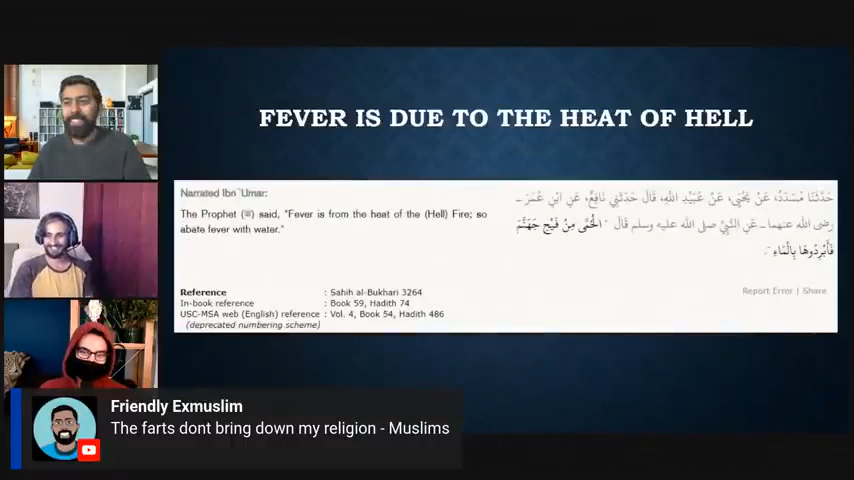 FEVER IS DUE TO THE HEAT OF HELL
Narrated Ibn `Umar:
The Prophet (ﷺ) said, "Fever is from the heat of the (Hell) Fire; so
abate fever with water."
حَدَّثَنَا مُسَدَّدٌ، عَنْ يَحْيَى، عَنْ عُبَيْدِ اللَّهِ، قَالَ حَدَّثَنِي نَافِعٌ، عَنِ ابْنِ عُمَرَ ـ
رضى الله عنهما ـ عَنِ النَّبِيِّ صلى الله عليه وسلم قَالَ " الْحُمَّى مِنْ فَيْحِ جَهَنَّمَ
فَأَبْرِدُوهَا بِالْمَاءِ ".
Reference : Sahih al-Bukhari 3264
In-book reference : Book 59, Hadith 74
USC-MSA web (English) reference : Vol. 4, Book 54, Hadith 486
(deprecated numbering scheme)
Report Error | Share
Friendly Exmuslim
The farts dont bring down my religion - Muslims